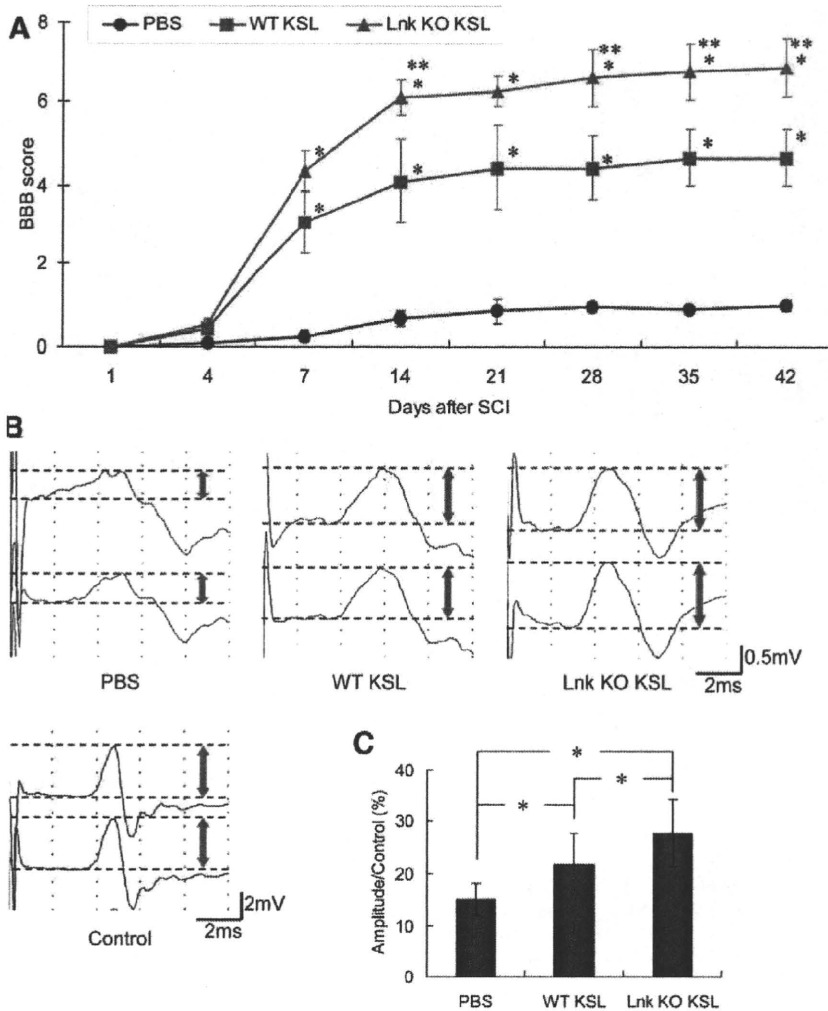 A
PBS WT KSL Lnk KO KSL
8
6
4
2
0
BBB score
* * ** * * * * ** * * ** * * ** * *
1 4 7 14 21 28 35 42
Days after SCI
B
PBS
WT KSL
Lnk KO KSL
0.5mV
2ms
Control
2mV
2ms
C
*
* *
40
30
20
10
0
Amplitude/Control (%)
PBS WT KSL Lnk KO KSL